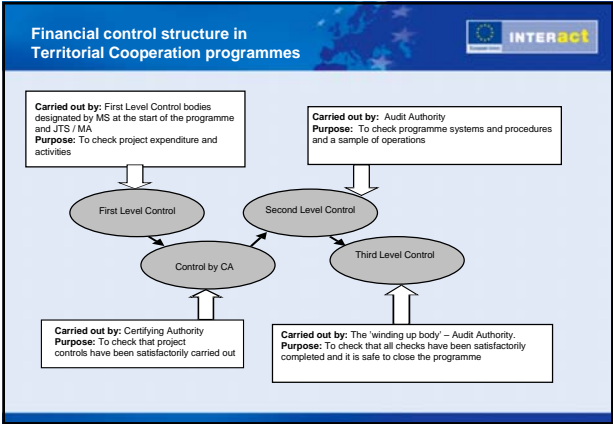 Financial control structure in
Territorial Cooperation programmes
European Union
INTERact
Carried out by: First Level Control bodies
designated by MS at the start of the programme
and JTS / MA
Purpose: To check project expenditure and
activities
Carried out by: Audit Authority
Purpose: To check programme systems and procedures
and a sample of operations
First Level Control
Second Level Control
Control by CA
Third Level Control
Carried out by: Certifying Authority
Purpose: To check that project
controls have been satisfactorily carried out
Carried out by: The 'winding up body' – Audit Authority.
Purpose: To check that all checks have been satisfactorily
completed and it is safe to close the programme